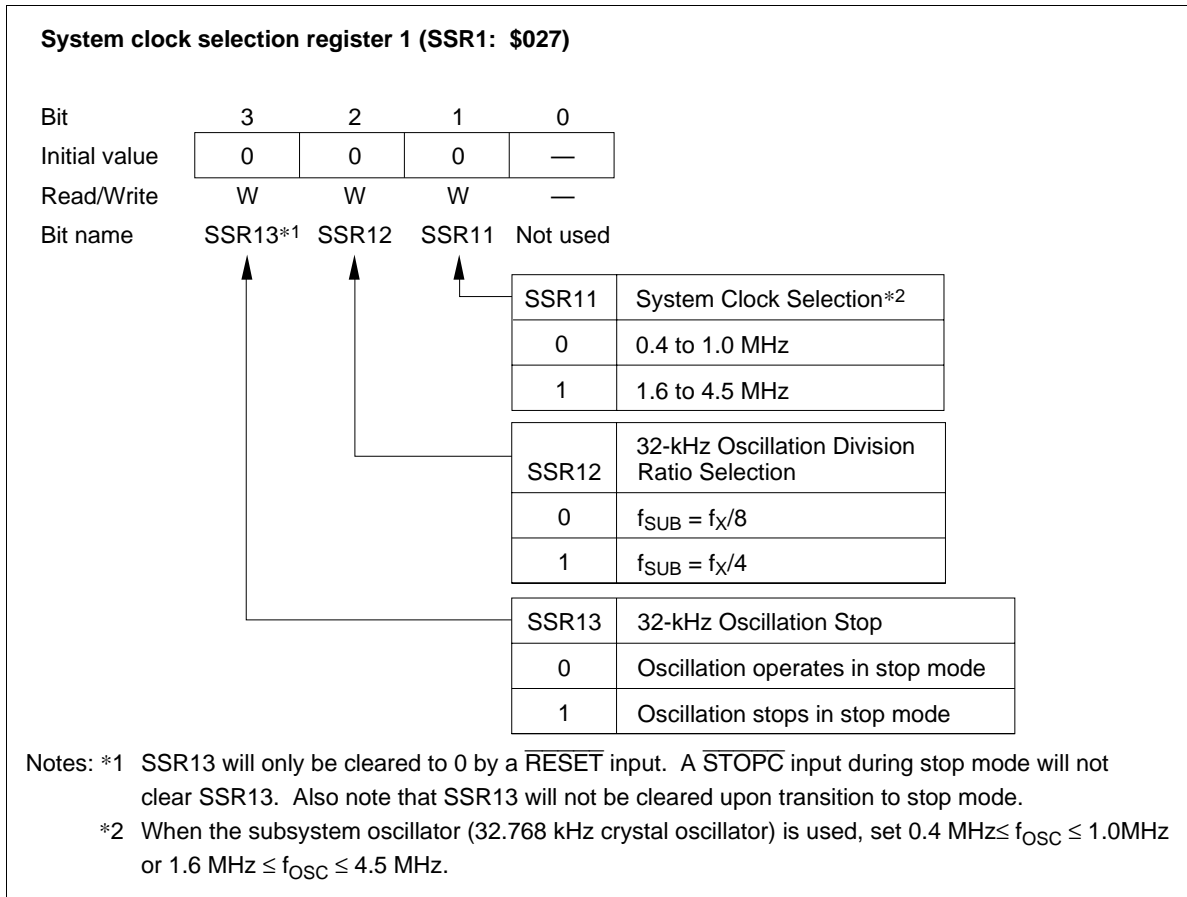 System clock selection register 1 (SSR1: $027)
Bit 3 2 1 0
Initial value 0 0 0 —
Read/Write W W W —
Bit name SSR13*1 SSR12 SSR11 Not used
SSR11 System Clock Selection*2
0 0.4 to 1.0 MHz
1 1.6 to 4.5 MHz
32-kHz Oscillation Division
SSR12 Ratio Selection
0 fSUB = fX/8
1 fSUB = fX/4
SSR13 32-kHz Oscillation Stop
0 Oscillation operates in stop mode
1 Oscillation stops in stop mode
Notes: *1 SSR13 will only be cleared to 0 by a R̅E̅S̅E̅T̅ input. A S̅T̅O̅P̅C̅ input during stop mode will not
clear SSR13. Also note that SSR13 will not be cleared upon transition to stop mode.
*2 When the subsystem oscillator (32.768 kHz crystal oscillator) is used, set 0.4 MHz≤ fOSC ≤ 1.0MHz
or 1.6 MHz ≤ fOSC ≤ 4.5 MHz.